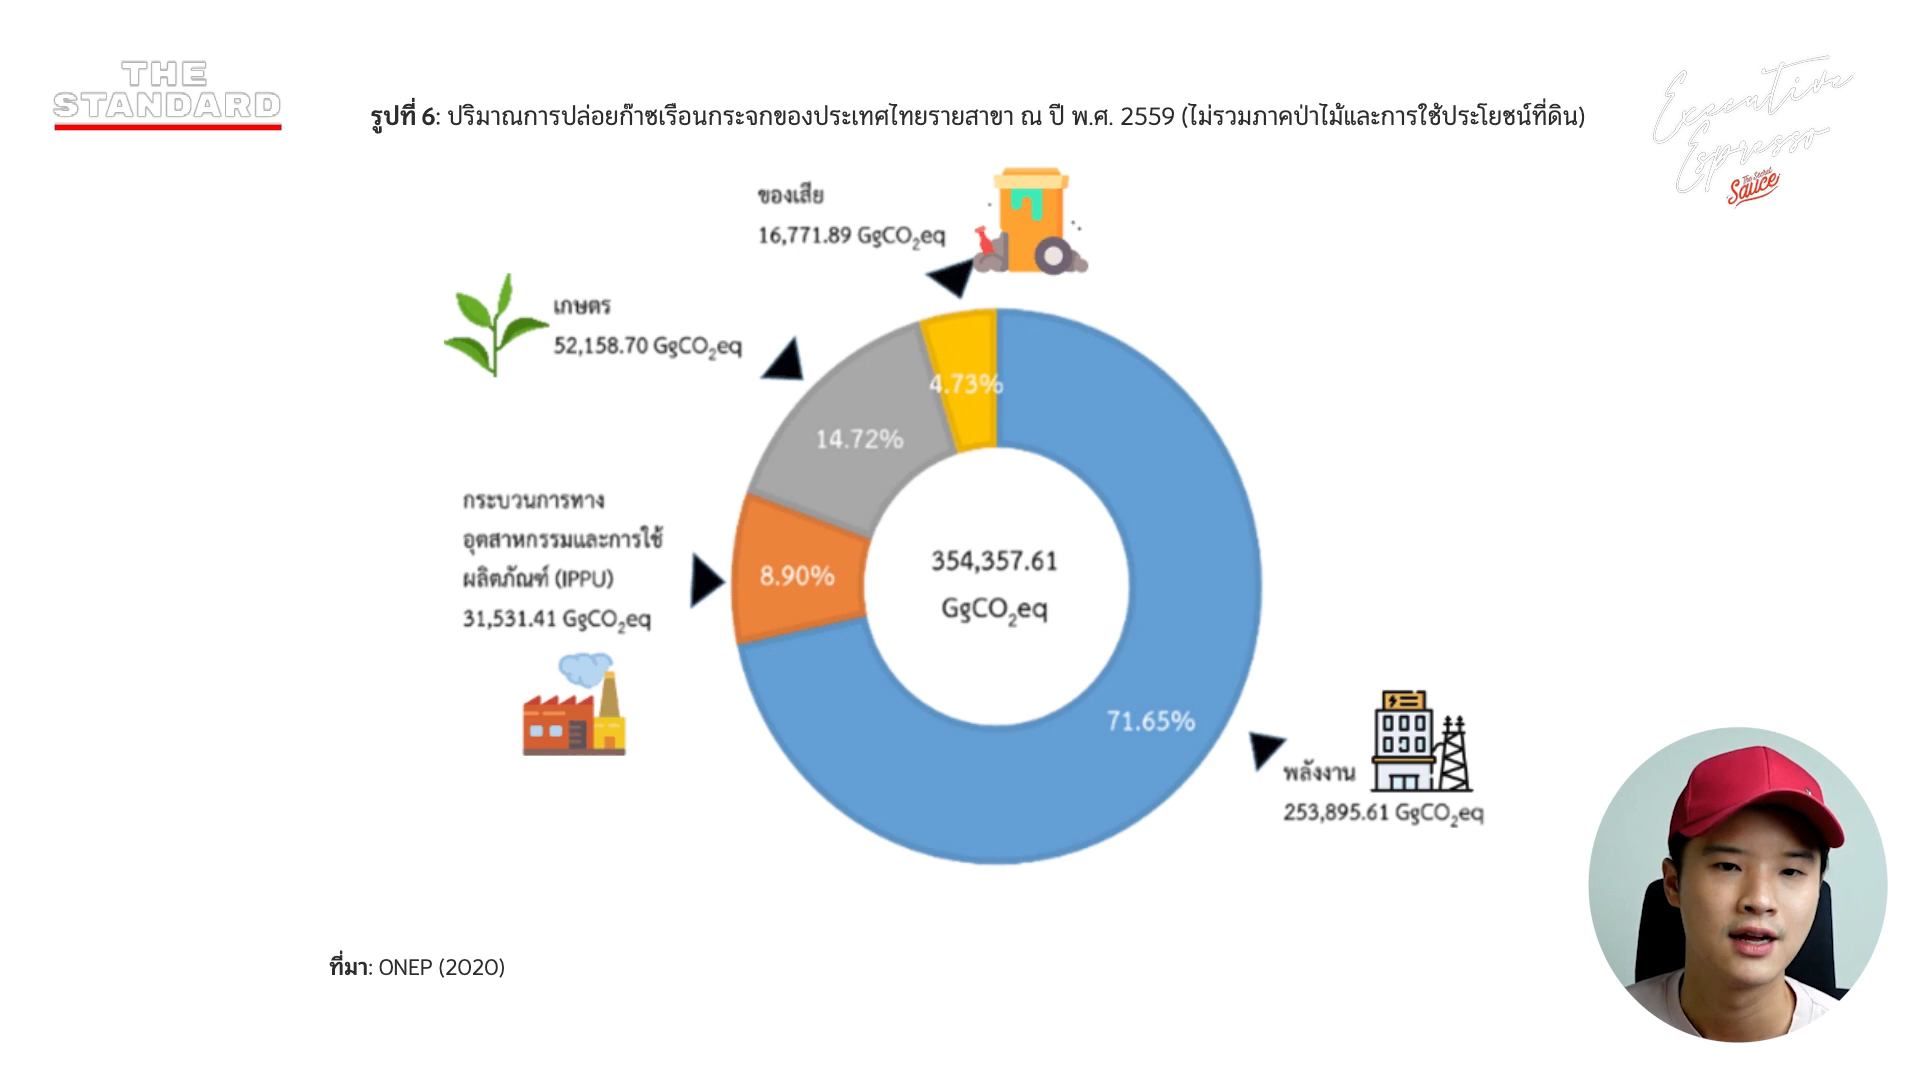 THE
STANDARD
รูปที่ 6: ปริมาณการปล่อยก๊าซเรือนกระจกของประเทศไทยรายสาขา ณ ปี พ.ศ. 2559 (ไม่รวมภาคป่าไม้และการใช้ประโยชน์ที่ดิน)
Executive
Espresso
The Secret
Sauce
ของเสีย
16,771.89 GgCO₂eq
เกษตร
52,158.70 GgCO₂eq
4.73%
14.72%
กระบวนการทาง
อุตสาหกรรมและการใช้
ผลิตภัณฑ์ (IPPU)
31,531.41 GgCO₂eq
8.90%
354,357.61
GgCO₂eq
71.65%
พลังงาน
253,895.61 GgCO₂eq
ที่มา: ONEP (2020)